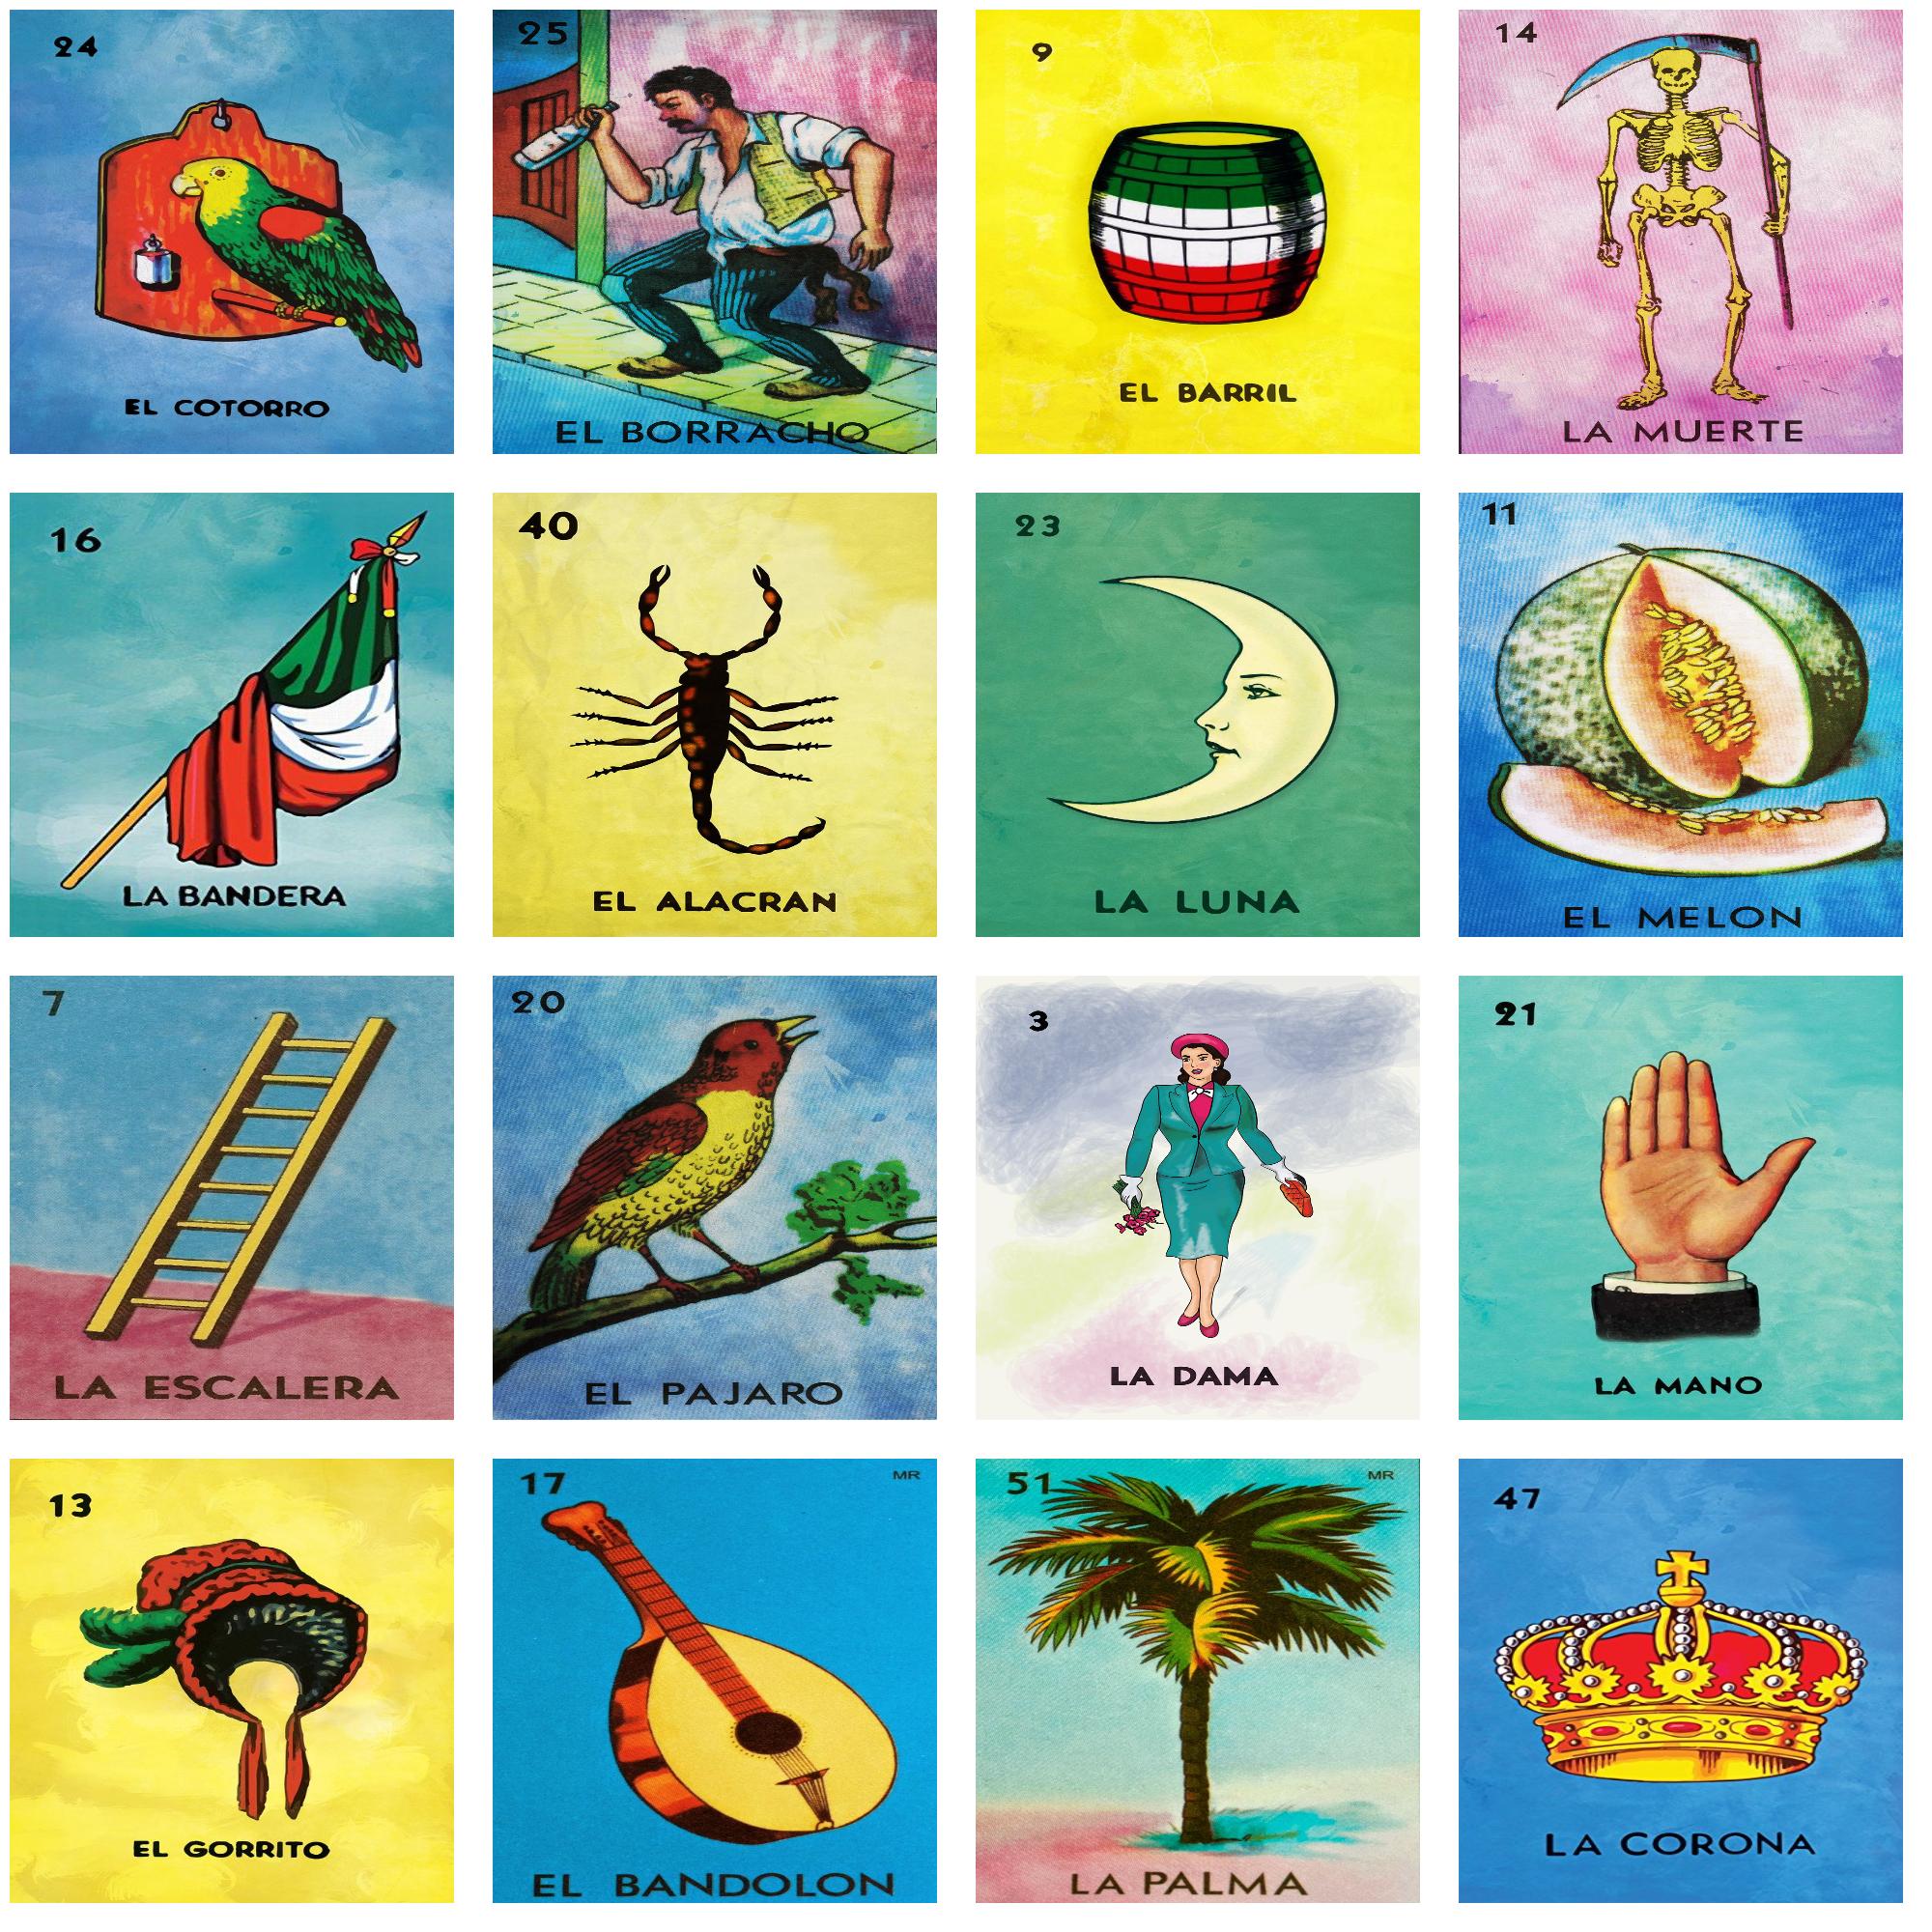 24
EL COTORRO
25
EL BORRACHO
9
EL BARRIL
14
LA MUERTE
16
LA BANDERA
40
EL ALACRAN
23
LA LUNA
11
EL MELON
7
LA ESCALERA
20
EL PAJARO
3
LA DAMA
21
LA MANO
13
EL GORRITO
17
MR
EL BANDOLON
51
MR
LA PALMA
47
LA CORONA